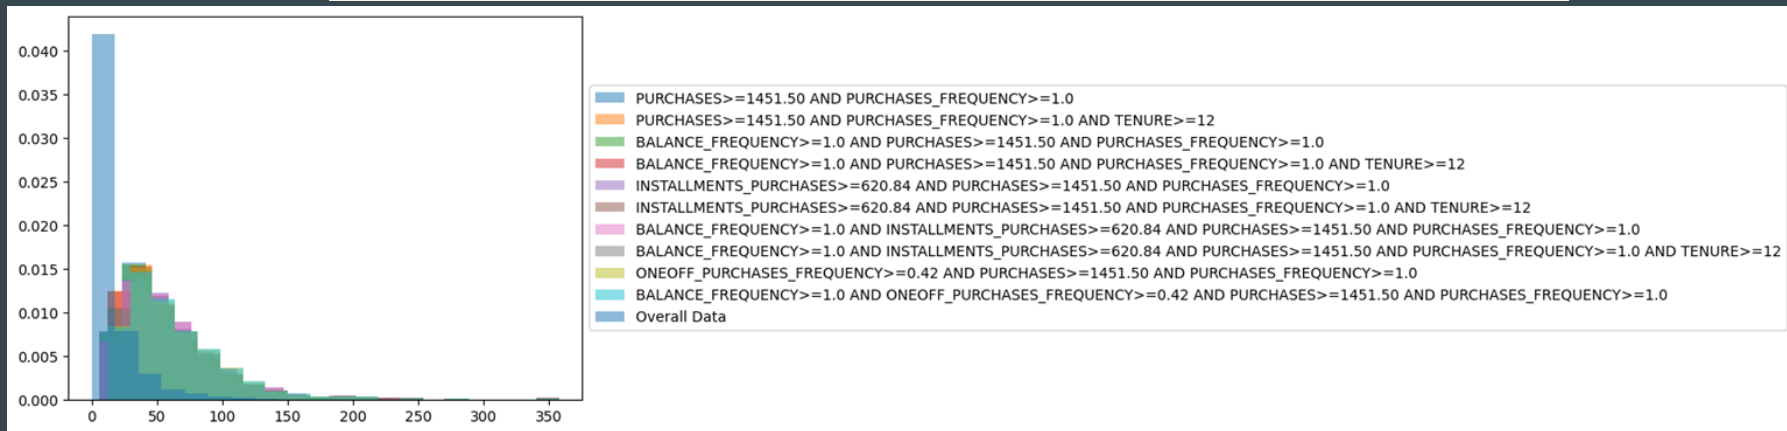 0.040
0.035
0.030
0.025
0.020
0.015
0.010
0.005
0.000
0 50 100 150 200 250 300 350
PURCHASES>=1451.50 AND PURCHASES_FREQUENCY>=1.0
PURCHASES>=1451.50 AND PURCHASES_FREQUENCY>=1.0 AND TENURE>=12
BALANCE_FREQUENCY>=1.0 AND PURCHASES>=1451.50 AND PURCHASES_FREQUENCY>=1.0
BALANCE_FREQUENCY>=1.0 AND PURCHASES>=1451.50 AND PURCHASES_FREQUENCY>=1.0 AND TENURE>=12
INSTALLMENTS_PURCHASES>=620.84 AND PURCHASES>=1451.50 AND PURCHASES_FREQUENCY>=1.0
INSTALLMENTS_PURCHASES>=620.84 AND PURCHASES>=1451.50 AND PURCHASES_FREQUENCY>=1.0 AND TENURE>=12
BALANCE_FREQUENCY>=1.0 AND INSTALLMENTS_PURCHASES>=620.84 AND PURCHASES>=1451.50 AND PURCHASES_FREQUENCY>=1.0
BALANCE_FREQUENCY>=1.0 AND INSTALLMENTS_PURCHASES>=620.84 AND PURCHASES>=1451.50 AND PURCHASES_FREQUENCY>=1.0 AND TENURE>=12
ONEOFF_PURCHASES_FREQUENCY>=0.42 AND PURCHASES>=1451.50 AND PURCHASES_FREQUENCY>=1.0
BALANCE_FREQUENCY>=1.0 AND ONEOFF_PURCHASES_FREQUENCY>=0.42 AND PURCHASES>=1451.50 AND PURCHASES_FREQUENCY>=1.0
Overall Data